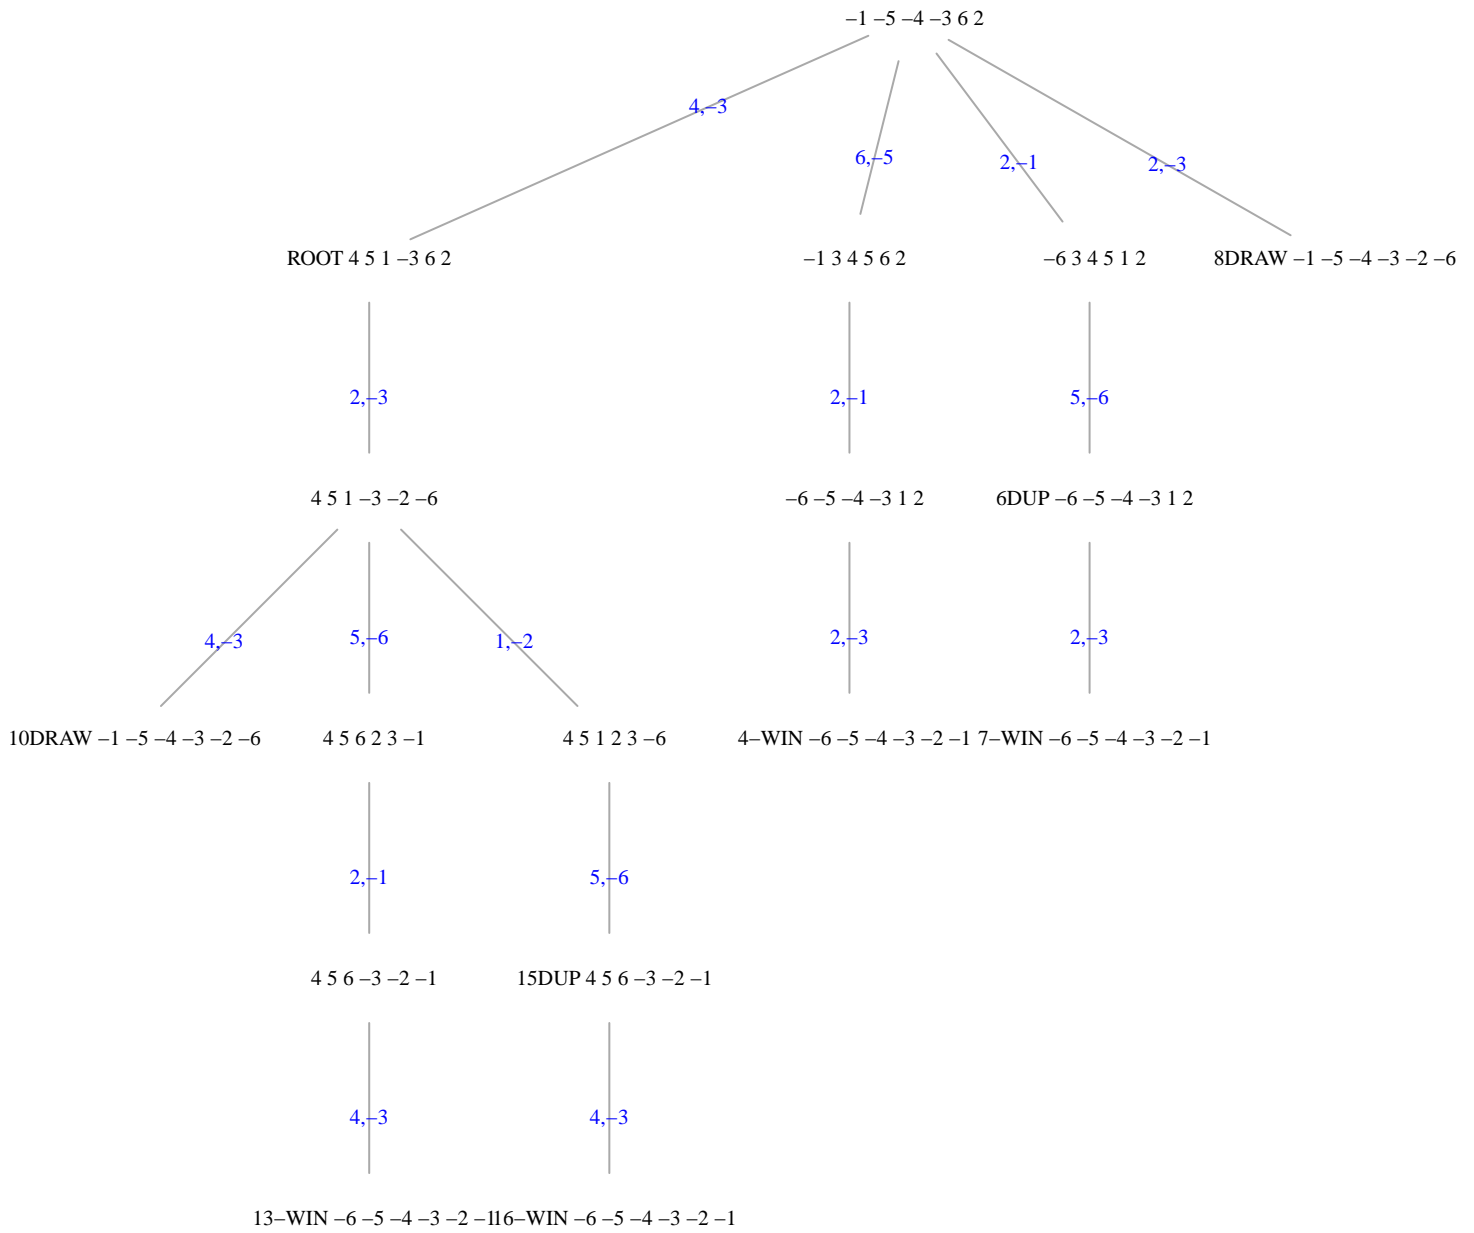 –1 –5 –4 –3 6 2
4,–3
6,–5
2,–1
2,–3
ROOT 4 5 1 –3 6 2
–1 3 4 5 6 2
–6 3 4 5 1 2
8DRAW –1 –5 –4 –3 –2 –6
2,–3
2,–1
5,–6
4 5 1 –3 –2 –6
–6 –5 –4 –3 1 2
6DUP –6 –5 –4 –3 1 2
4,–3
5,–6
1,–2
2,–3
2,–3
10DRAW –1 –5 –4 –3 –2 –6
4 5 6 2 3 –1
4 5 1 2 3 –6
4–WIN –6 –5 –4 –3 –2 –1
7–WIN –6 –5 –4 –3 –2 –1
2,–1
5,–6
4 5 6 –3 –2 –1
15DUP 4 5 6 –3 –2 –1
4,–3
4,–3
13–WIN –6 –5 –4 –3 –2 –1
16–WIN –6 –5 –4 –3 –2 –1